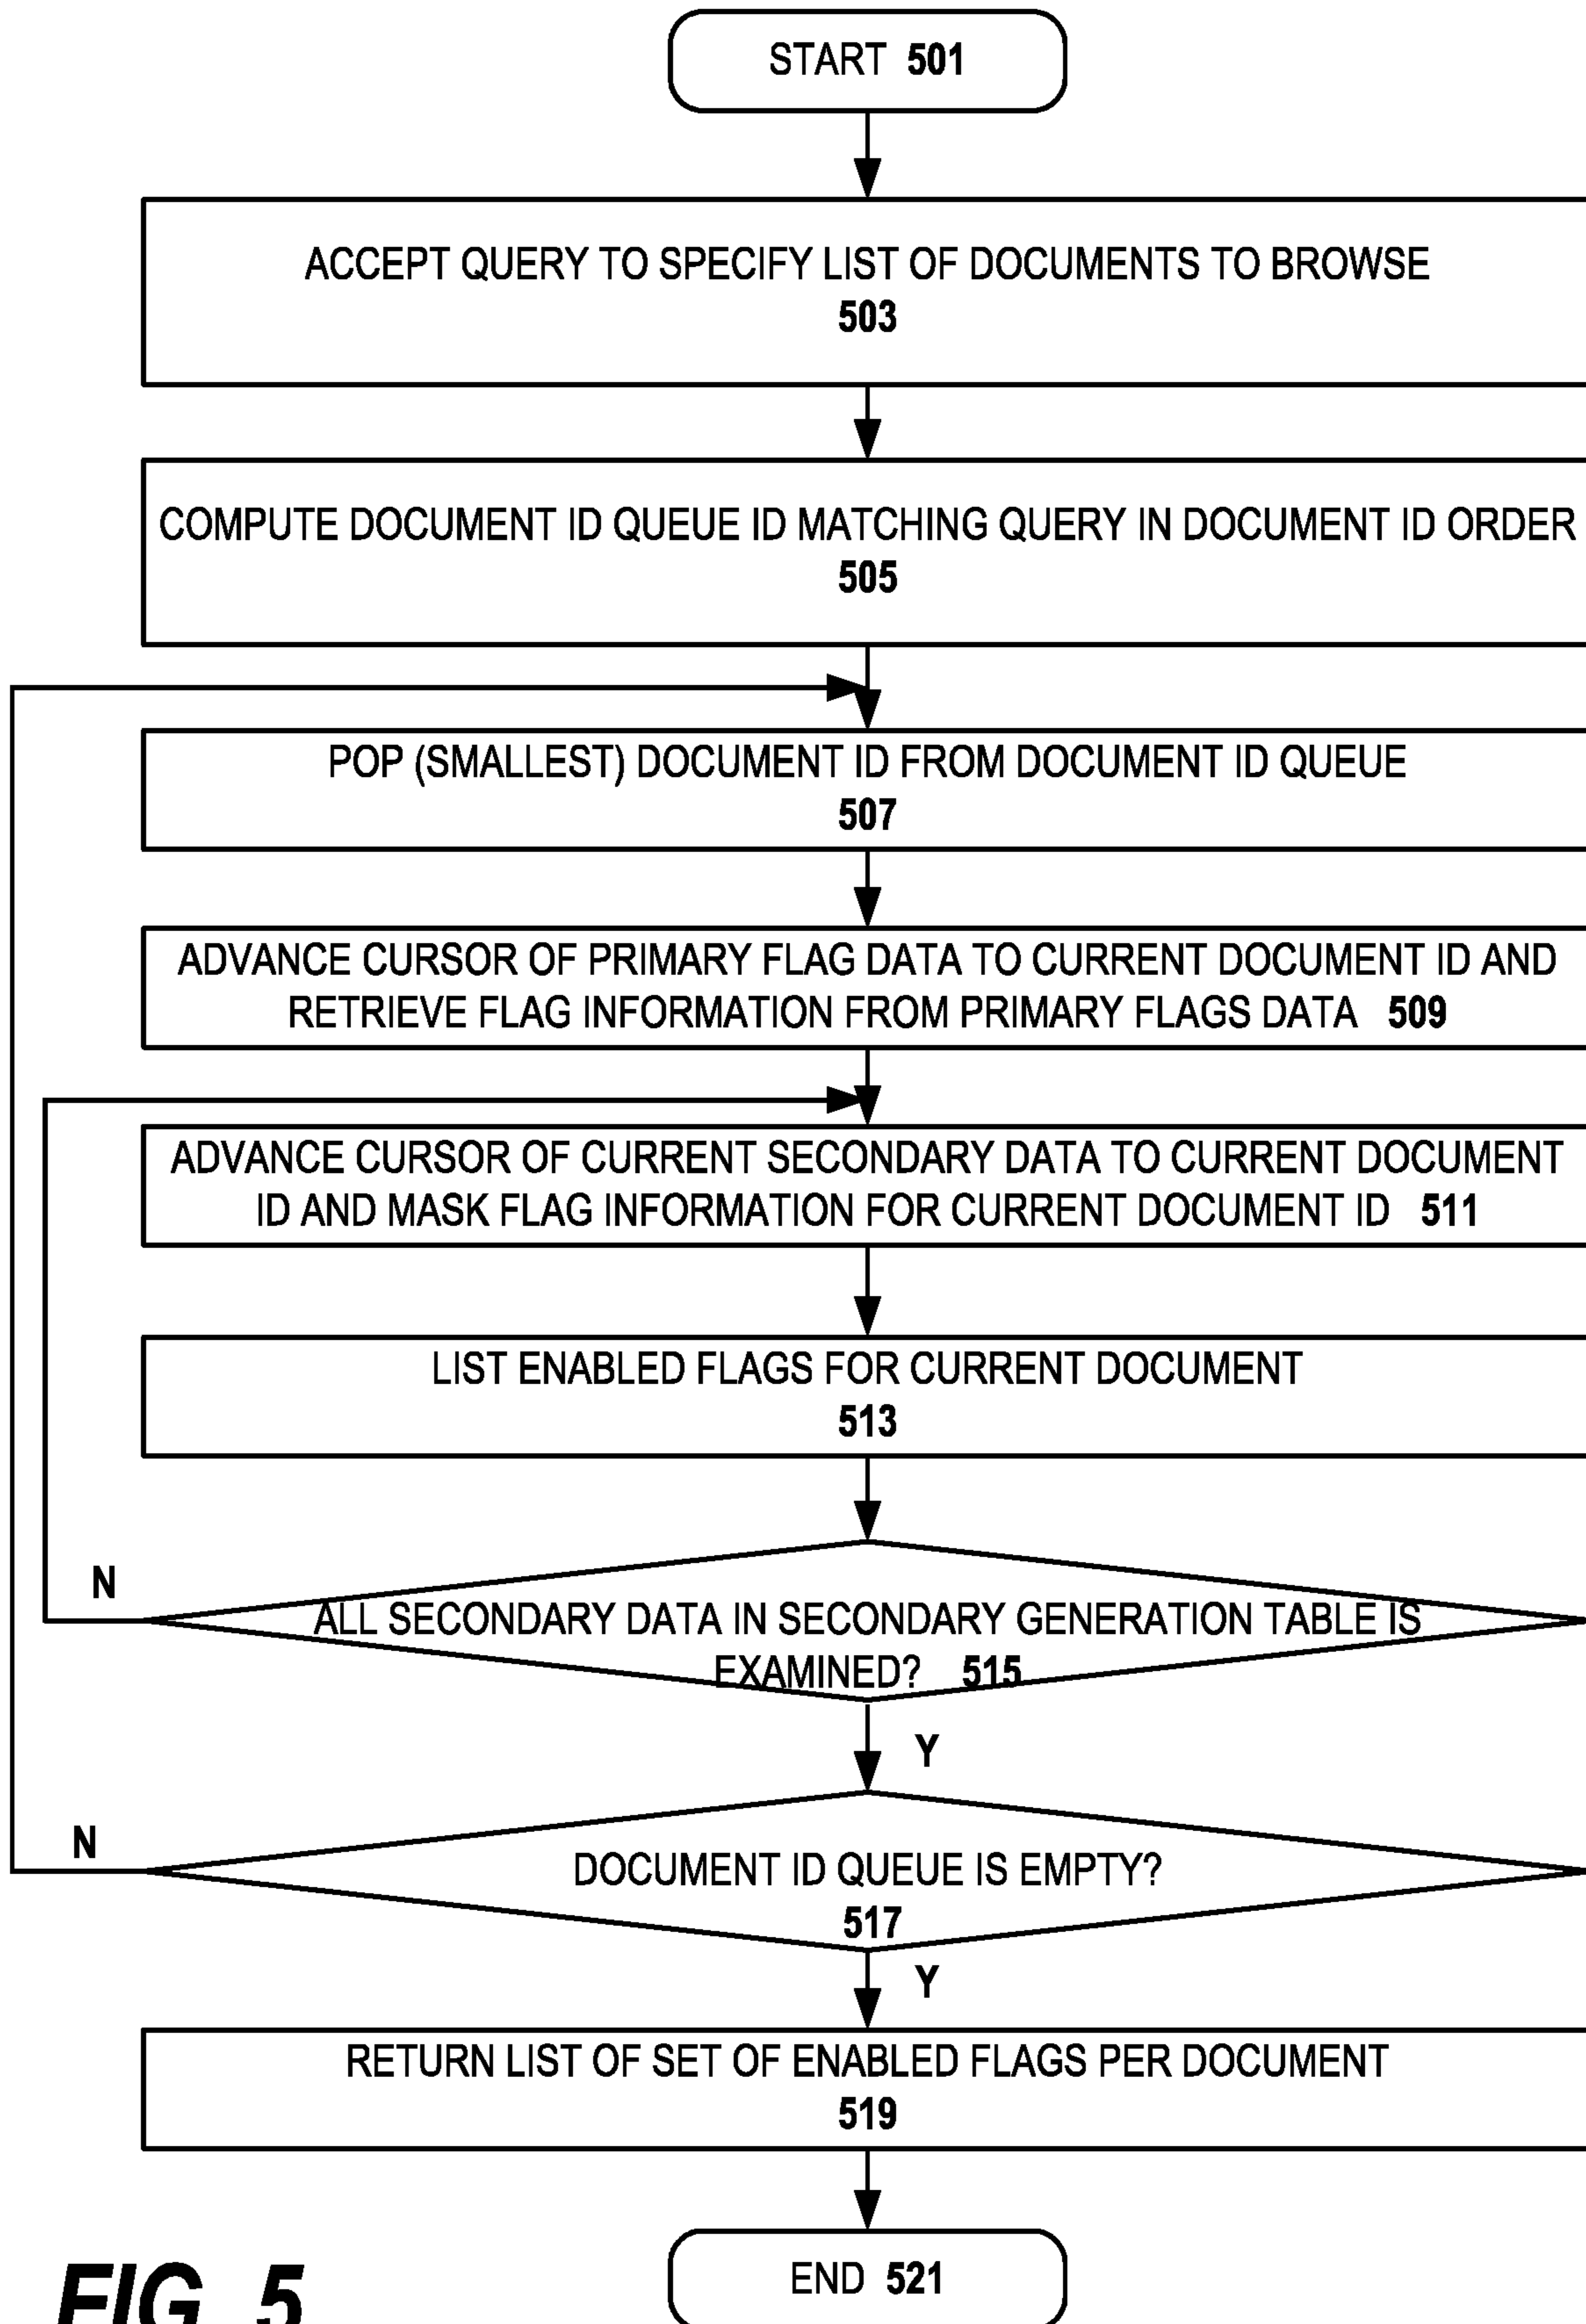 START 501
ACCEPT QUERY TO SPECIFY LIST OF DOCUMENTS TO BROWSE
503
COMPUTE DOCUMENT ID QUEUE ID MATCHING QUERY IN DOCUMENT ID ORDER
505
POP (SMALLEST) DOCUMENT ID FROM DOCUMENT ID QUEUE
507
ADVANCE CURSOR OF PRIMARY FLAG DATA TO CURRENT DOCUMENT ID AND
RETRIEVE FLAG INFORMATION FROM PRIMARY FLAGS DATA 509
ADVANCE CURSOR OF CURRENT SECONDARY DATA TO CURRENT DOCUMENT
ID AND MASK FLAG INFORMATION FOR CURRENT DOCUMENT ID 511
LIST ENABLED FLAGS FOR CURRENT DOCUMENT
513
N
ALL SECONDARY DATA IN SECONDARY GENERATION TABLE IS
EXAMINED? 515
Y
N
DOCUMENT ID QUEUE IS EMPTY?
517
Y
RETURN LIST OF SET OF ENABLED FLAGS PER DOCUMENT
519
END 521
FIG. 5